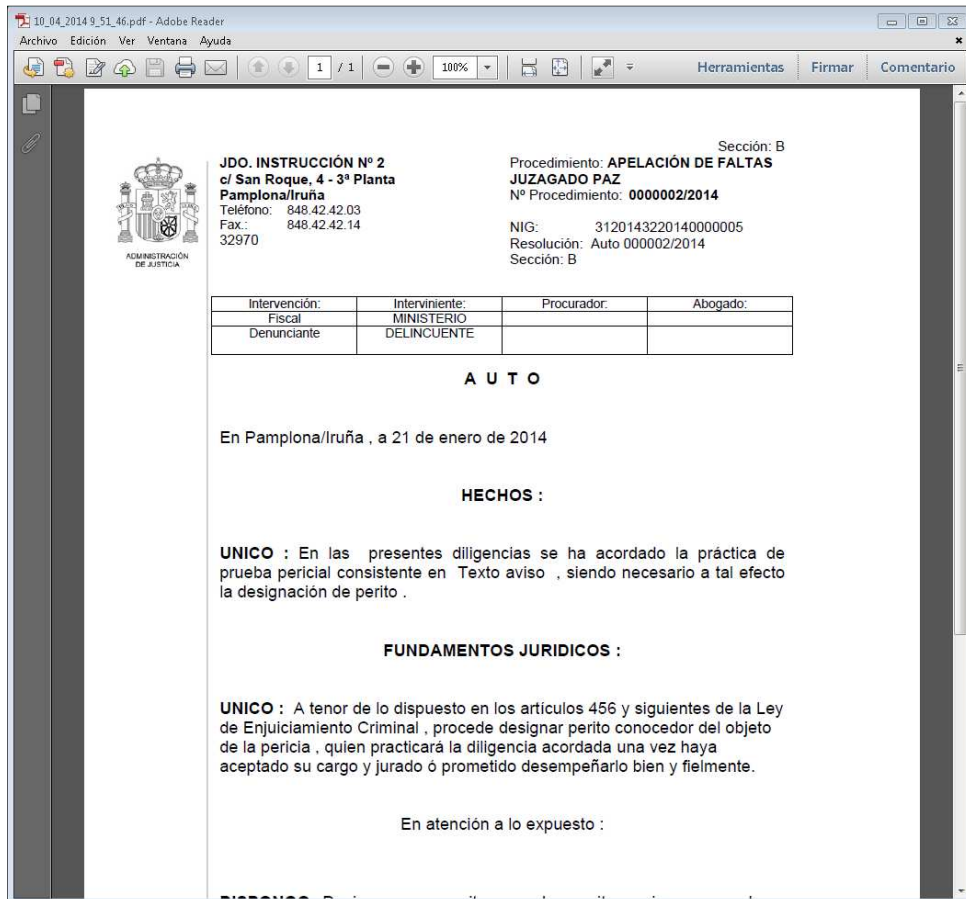 10_04_2014 9_51_46.pdf - Adobe Reader
Archivo Edición Ver Ventana Ayuda
1 / 1 100% Herramientas Firmar Comentario
Sección: B
JDO. INSTRUCCIÓN Nº 2
c/ San Roque, 4 - 3ª Planta
Pamplona/Iruña
Teléfono: 848.42.42.03
Fax.: 848.42.42.14
32970
Procedimiento: APELACIÓN DE FALTAS
JUZAGADO PAZ
Nº Procedimiento: 0000002/2014
NIG: 3120143220140000005
Resolución: Auto 000002/2014
Sección: B
ADMINISTRACIÓN
DE JUSTICIA
Intervención: Interviniente: Procurador: Abogado:
Fiscal MINISTERIO
Denunciante DELINCUENTE
A U T O
En Pamplona/Iruña , a 21 de enero de 2014
HECHOS :
UNICO : En las presentes diligencias se ha acordado la práctica de
prueba pericial consistente en Texto aviso , siendo necesario a tal efecto
la designación de perito .
FUNDAMENTOS JURIDICOS :
UNICO : A tenor de lo dispuesto en los artículos 456 y siguientes de la Ley
de Enjuiciamiento Criminal , procede designar perito conocedor del objeto
de la pericia , quien practicará la diligencia acordada una vez haya
aceptado su cargo y jurado ó prometido desempeñarlo bien y fielmente.
En atención a lo expuesto :